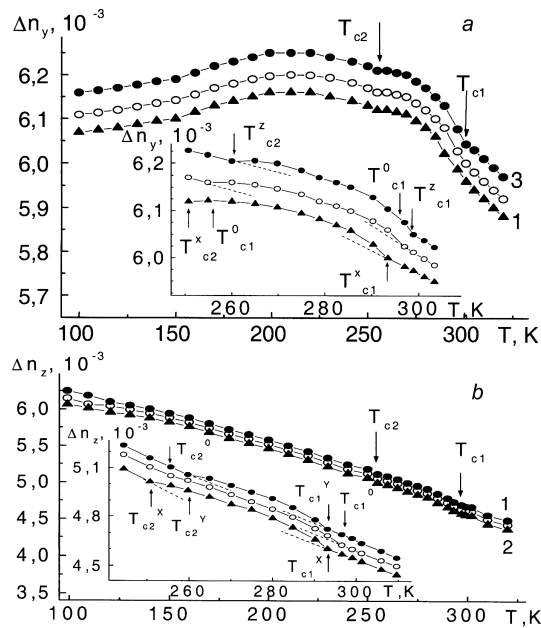 Δn_y, 10⁻³
a
T_c2
6,2
T_c1
Δn_y, 10⁻³
6,1
6,2
T^z_c2
T^0_c1
T^z_c1
3
6,0
6,1
1
5,9
T^x_c2
T^0_c1
5,8
6,0
T^x_c1
5,7
260
280
300
T, K
100
150
200
250
300
T, K
Δn_z, 10⁻³
b
6,0
Δn_z, 10⁻³
T_c2
T_c1
5,5
T_c2^0
5,1
T_c1^Y
T_c1^0
5,0
1
4,5
4,8
T_c2^X
T_c2^Y
2
4,0
4,5
T_c1^X
260
280
300
T, K
3,5
100
150
200
250
300
T, K